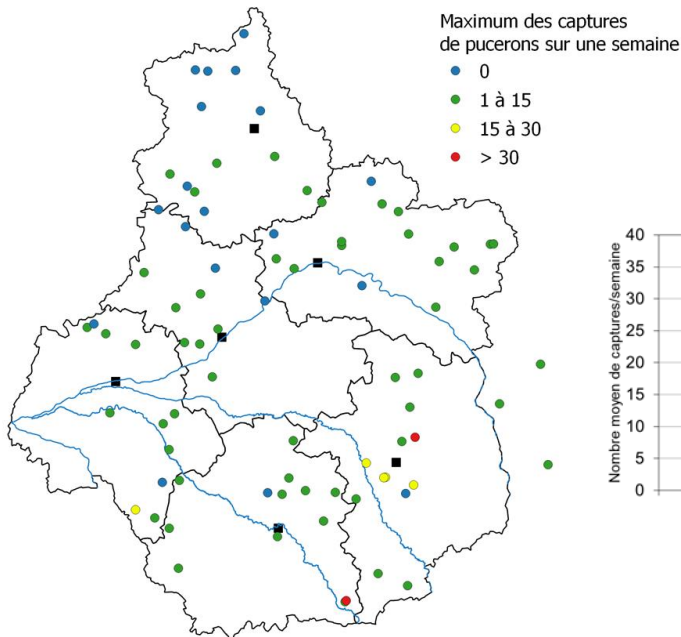 Maximum des captures
de pucerons sur une semaine
0
1 à 15
15 à 30
> 30
Nombre moyen de captures/semaine
40
35
30
25
20
15
10
5
0